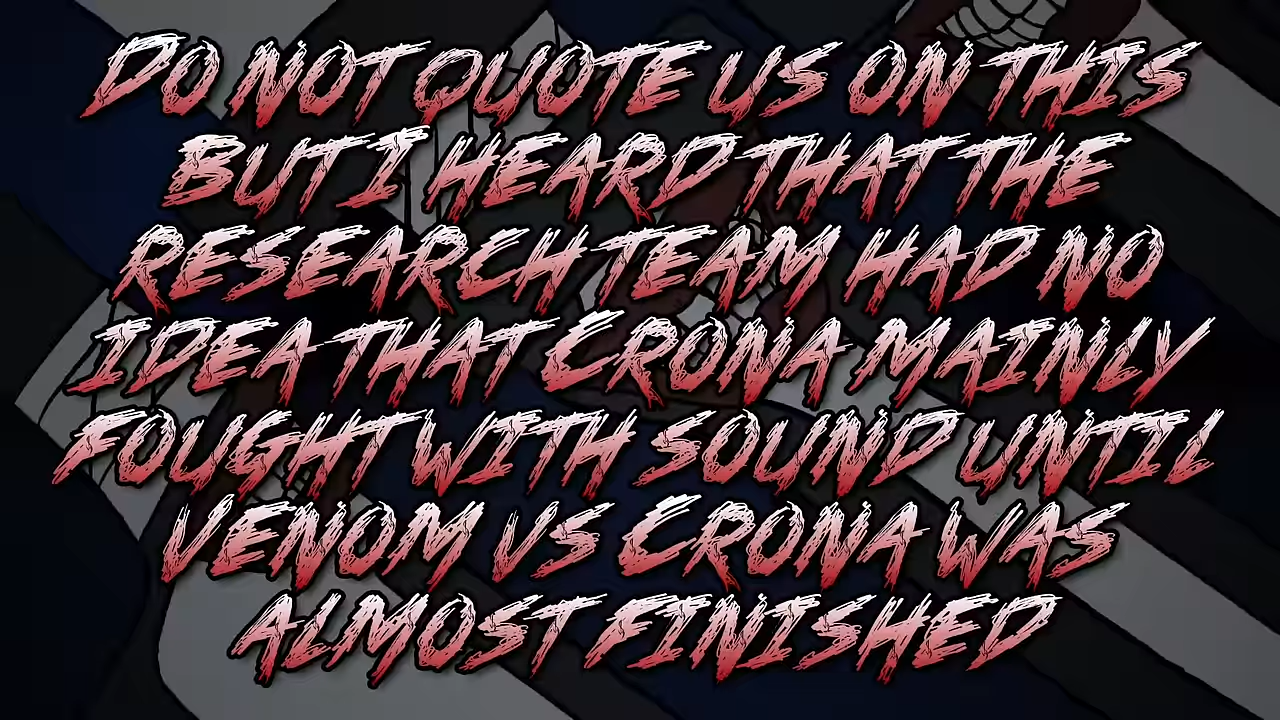 Do not quote us on this
but I heard that the
research team had no
idea that Crona mainly
fought with sound until
Venom vs Crona was
almost finished